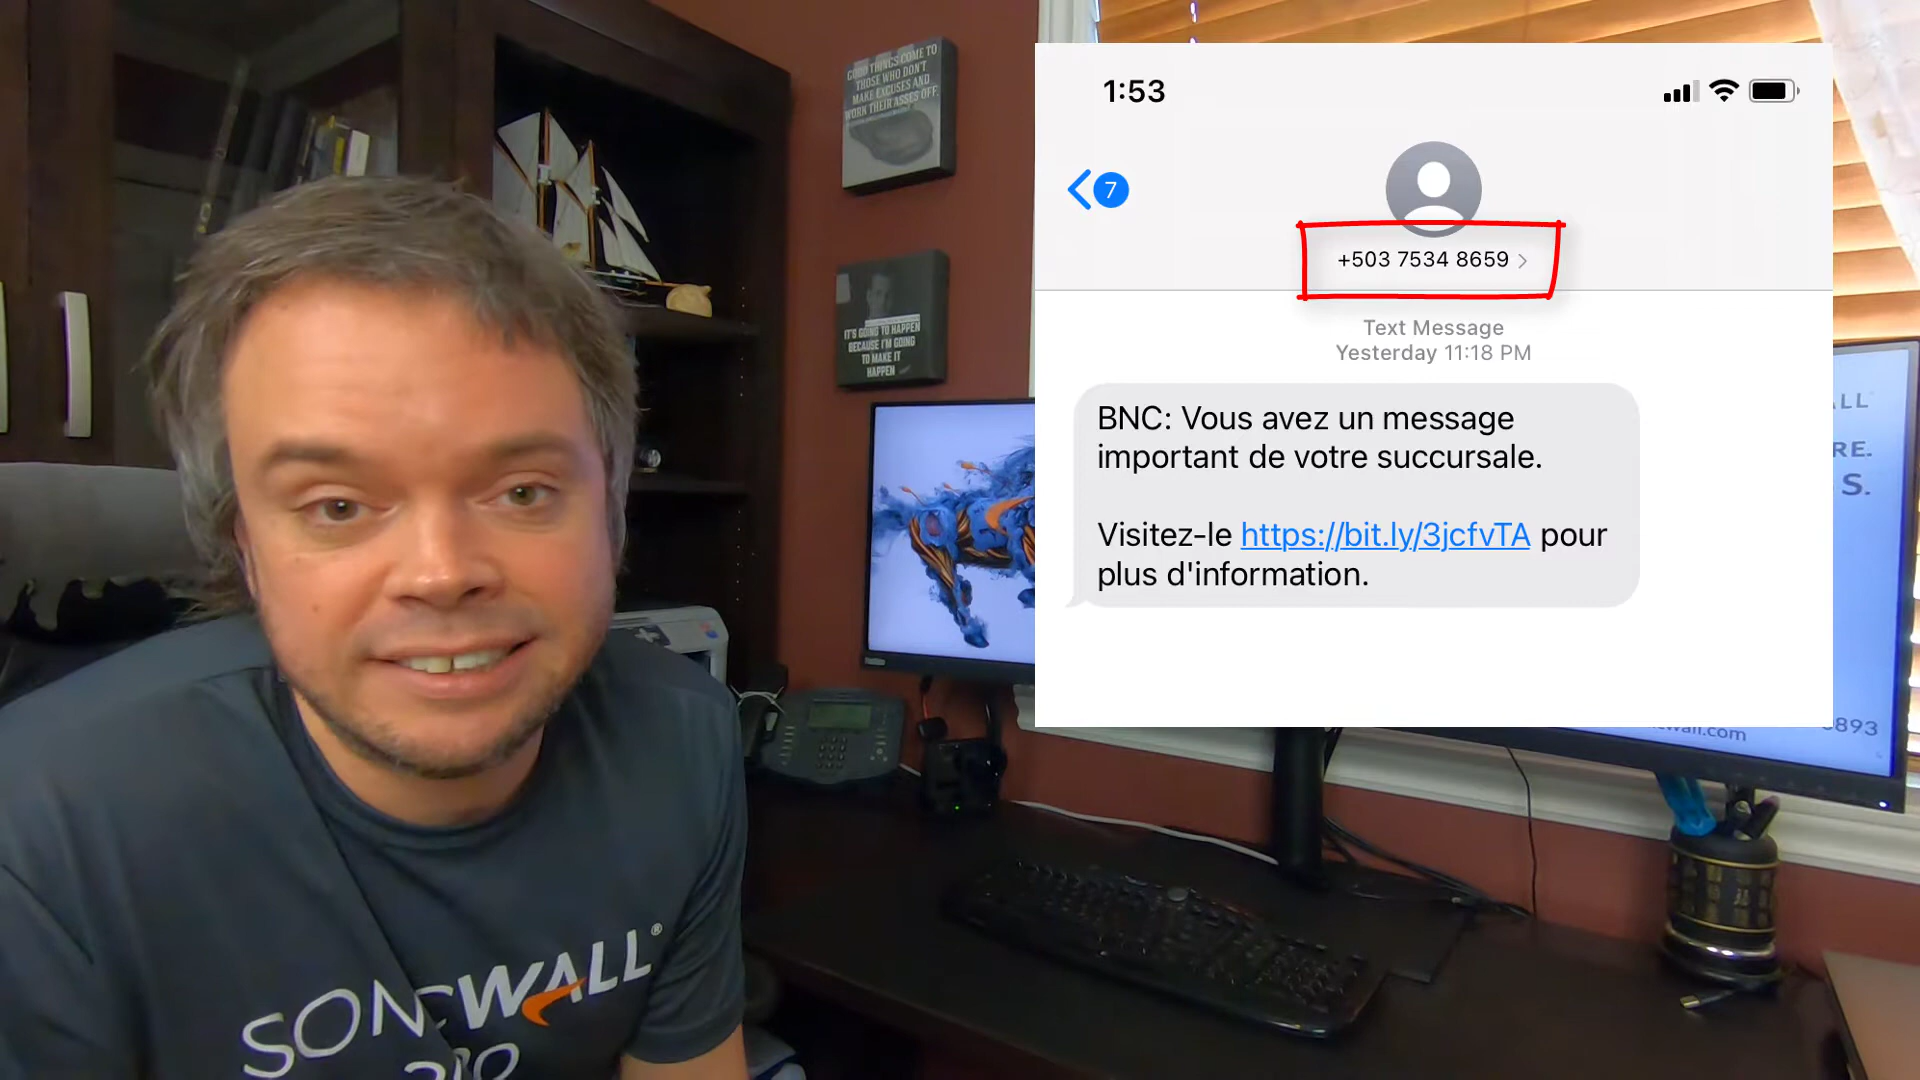 GOOD THINGS COME TO
THOSE WHO DON'T
MAKE EXCUSES AND
WORK THEIR ASSES OFF.
IT'S GOING TO HAPPEN
BECAUSE I'M GOING
TO MAKE IT
HAPPEN
1:53
7
+503 7534 8659
Text Message
Yesterday 11:18 PM
BNC: Vous avez un message
important de votre succursale.
Visitez-le https://bit.ly/3jcfvTA pour
plus d'information.
S.
893
SONICWALL®